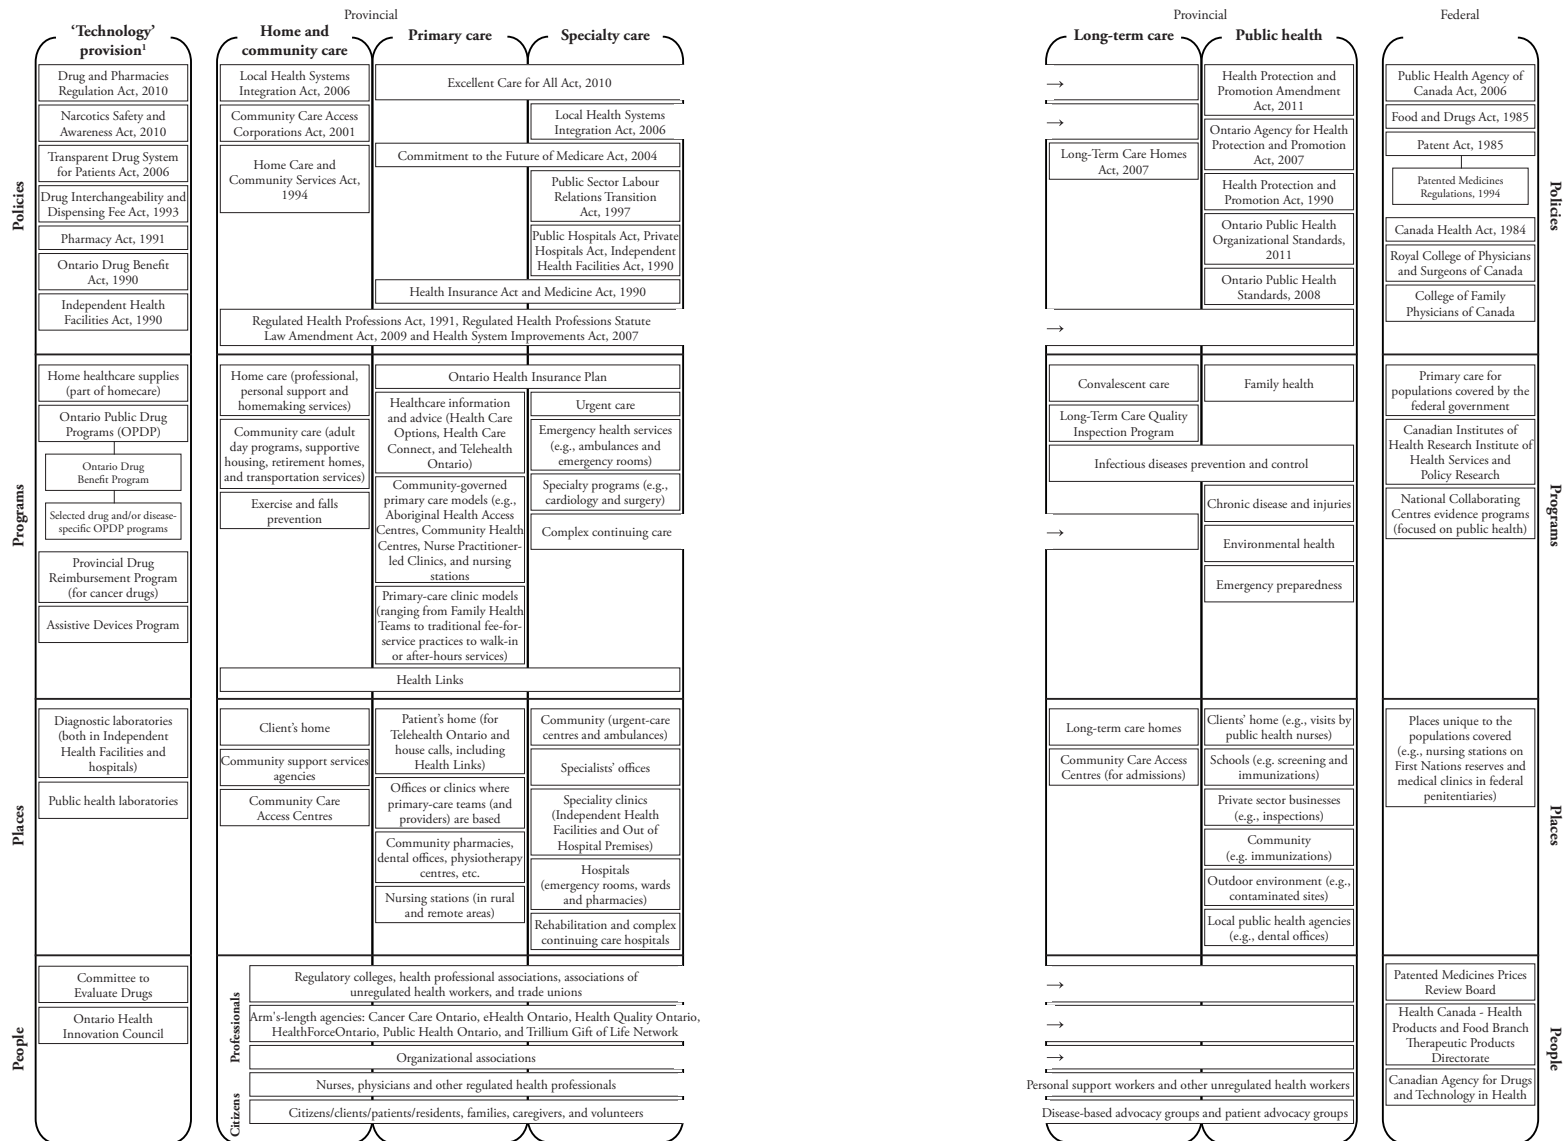 Provincial
Provincial
Federal
‘Technology’
provision¹
Home and
community care
Primary care
Specialty care
Long-term care
Public health
Policies
Drug and Pharmacies
Regulation Act, 2010
Narcotics Safety and
Awareness Act, 2010
Transparent Drug System
for Patients Act, 2006
Drug Interchangeability and
Dispensing Fee Act, 1993
Pharmacy Act, 1991
Ontario Drug Benefit
Act, 1990
Independent Health
Facilities Act, 1990
Local Health Systems
Integration Act, 2006
Community Care Access
Corporations Act, 2001
Home Care and
Community Services Act,
1994
Excellent Care for All Act, 2010
Local Health Systems
Integration Act, 2006
Commitment to the Future of Medicare Act, 2004
Public Sector Labour
Relations Transition
Act, 1997
Public Hospitals Act, Private
Hospitals Act, Independent
Health Facilities Act, 1990
Health Insurance Act and Medicine Act, 1990
Regulated Health Professions Act, 1991, Regulated Health Professions Statute
Law Amendment Act, 2009 and Health System Improvements Act, 2007
→
→
Long-Term Care Homes
Act, 2007
→
Health Protection and
Promotion Amendment
Act, 2011
Ontario Agency for Health
Protection and Promotion
Act, 2007
Health Protection and
Promotion Act, 1990
Ontario Public Health
Organizational Standards,
2011
Ontario Public Health
Standards, 2008
Public Health Agency of
Canada Act, 2006
Food and Drugs Act, 1985
Patent Act, 1985
Patented Medicines
Regulations, 1994
Canada Health Act, 1984
Royal College of Physicians
and Surgeons of Canada
College of Family
Physicians of Canada
Policies
Programs
Home healthcare supplies
(part of homecare)
Ontario Public Drug
Programs (OPDP)
Ontario Drug
Benefit Program
Selected drug and/or disease-
specific OPDP programs
Provincial Drug
Reimbursement Program
(for cancer drugs)
Assistive Devices Program
Home care (professional,
personal support and
homemaking services)
Community care (adult
day programs, supportive
housing, retirement homes,
and transportation services)
Exercise and falls
prevention
Ontario Health Insurance Plan
Healthcare information
and advice (Health Care
Options, Health Care
Connect, and Telehealth
Ontario)
Community-governed
primary care models (e.g.,
Aboriginal Health Access
Centres, Community Health
Centres, Nurse Practitioner-
led Clinics, and nursing
stations
Primary-care clinic models
(ranging from Family Health
Teams to traditional fee-for-
service practices to walk-in
or after-hours services)
Urgent care
Emergency health services
(e.g., ambulances and
emergency rooms)
Specialty programs (e.g.,
cardiology and surgery)
Complex continuing care
Health Links
Convalescent care
Long-Term Care Quality
Inspection Program
Infectious diseases prevention and control
→
Family health
Chronic disease and injuries
Environmental health
Emergency preparedness
Primary care for
populations covered by the
federal government
Canadian Institutes of
Health Research Institute of
Health Services and
Policy Research
National Collaborating
Centres evidence programs
(focused on public health)
Programs
Places
Diagnostic laboratories
(both in Independent
Health Facilities and
hospitals)
Public health laboratories
Client’s home
Community support services
agencies
Community Care
Access Centres
Patient’s home (for
Telehealth Ontario and
house calls, including
Health Links)
Offices or clinics where
primary-care teams (and
providers) are based
Community pharmacies,
dental offices, physiotherapy
centres, etc.
Nursing stations (in rural
and remote areas)
Community (urgent-care
centres and ambulances)
Specialists’ offices
Speciality clinics
(Independent Health
Facilities and Out of
Hospital Premises)
Hospitals
(emergency rooms, wards
and pharmacies)
Rehabilitation and complex
continuing care hospitals
Long-term care homes
Community Care Access
Centres (for admissions)
Clients’ home (e.g., visits by
public health nurses)
Schools (e.g. screening and
immunizations)
Private sector businesses
(e.g., inspections)
Community
(e.g. immunizations)
Outdoor environment (e.g.,
contaminated sites)
Local public health agencies
(e.g., dental offices)
Places unique to the
populations covered
(e.g., nursing stations on
First Nations reserves and
medical clinics in federal
penitentiaries)
Places
People
Committee to
Evaluate Drugs
Ontario Health
Innovation Council
Professionals
Regulatory colleges, health professional associations, associations of
unregulated health workers, and trade unions
Arm's-length agencies: Cancer Care Ontario, eHealth Ontario, Health Quality Ontario,
HealthForceOntario, Public Health Ontario, and Trillium Gift of Life Network
Organizational associations
Nurses, physicians and other regulated health professionals
Citizens
Citizens/clients/patients/residents, families, caregivers, and volunteers
→
→
→
Personal support workers and other unregulated health workers
Disease-based advocacy groups and patient advocacy groups
Patented Medicines Prices
Review Board
Health Canada - Health
Products and Food Branch
Therapeutic Products
Directorate
Canadian Agency for Drugs
and Technology in Health
People